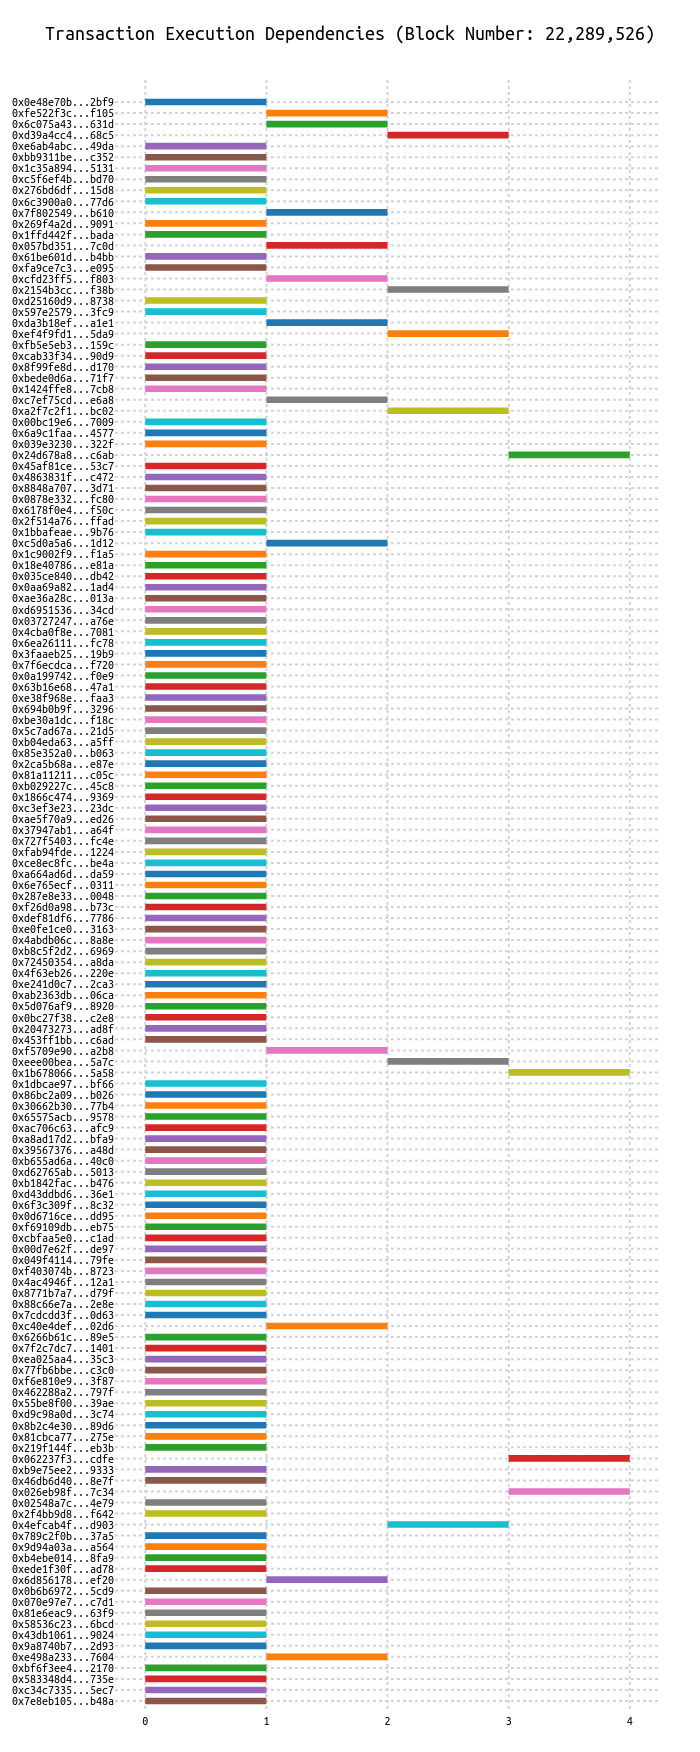 Transaction Execution Dependencies (Block Number: 22,289,526)
0x0e48e70b...2bf9
0xfe522f3c...f105
0x6c075a43...631d
0xd39a4cc4...68c5
0xe6ab4abc...49da
0xbb9311be...c352
0x1c35a894...5131
0xc5f6ef4b...bd70
0x276bd6df...15d8
0x6c3900a0...77d6
0x7f802549...b610
0x269f4a2d...9091
0x1ffd442f...bada
0x057bd351...7c0d
0x61be601d...b4bb
0xfa9ce7c3...e095
0xcfd23ff5...f803
0x2154b3cc...f38b
0xd25160d9...8738
0x597e2579...3fc9
0xda3b18ef...a1e1
0xef4f9fd1...5da9
0xfb5e5eb3...159c
0xcab33f34...90d9
0x8f99fe8d...d170
0xbede0d6a...71f7
0x1424ffe8...7cb8
0xc7ef75cd...e6a8
0xa2f7c2f1...bc02
0x00bc19e6...7009
0x6a9c1faa...4577
0x039e3230...322f
0x24d678a8...c6ab
0x45af81ce...53c7
0x4863831f...c472
0x8848a707...3d71
0x0878e332...fc80
0x6178f0e4...f50c
0x2f514a76...ffad
0x1bbafeae...9b76
0xc5d0a5a6...1d12
0x1c9002f9...f1a5
0x18e40786...e81a
0x035ce840...db42
0x0aa69a82...1ad4
0xae36a28c...013a
0xd6951536...34cd
0x03727247...a76e
0x4cba0f8e...7081
0x6ea26111...fc78
0x3faaeb25...19b9
0x7f6ecdca...f720
0x0a199742...f0e9
0x63b16e68...47a1
0xe38f968e...faa3
0x694b0b9f...3296
0xbe30a1dc...f18c
0x5c7ad67a...21d5
0xb04eda63...a5ff
0x85e352a0...b063
0x2ca5b68a...e87e
0x81a11211...c05c
0xb029227c...45c8
0x1866c474...9369
0xc3ef3e23...23dc
0xae5f70a9...ed26
0x37947ab1...a64f
0x727f5403...fc4e
0xfab94fde...1224
0xce8ec8fc...be4a
0xa664ad6d...da59
0x6e765ecf...0311
0x287e8e33...0048
0xf26d0a98...b73c
0xdef81df6...7786
0xe0fe1ce0...3163
0x4abdb06c...8a8e
0xb8c5f2d2...6969
0x72450354...a8da
0x4f63eb26...220e
0xe241d0c7...2ca3
0xab2363db...06ca
0x5d076af9...8920
0x0bc27f38...c2e8
0x20473273...ad8f
0x453ff1bb...c6ad
0xf5709e90...a2b8
0xeee00bea...5a7c
0x1b678066...5a58
0x1dbcae97...bf66
0x86bc2a09...b026
0x30662b30...77b4
0x65575acb...9578
0xac706c63...afc9
0xa8ad17d2...bfa9
0x39567376...a48d
0xb655ad6a...40c0
0xd62765ab...5013
0xb1842fac...b476
0xd43ddbd6...36e1
0x6f3c309f...8c32
0x0d6716ce...dd95
0xf69109db...eb75
0xcbfaa5e0...c1ad
0x00d7e62f...de97
0x049f4114...79fe
0xf403074b...8723
0x4ac4946f...12a1
0x8771b7a7...d79f
0x88c66e7a...2e8e
0x7cdcdd3f...0d63
0xc40e4def...02d6
0x6266b61c...89e5
0x7f2c7dc7...1401
0xea025aa4...35c3
0x77fb6bbe...c3c0
0xf6e810e9...3f87
0x462288a2...797f
0x55be8f00...39ae
0xd9c98a0d...3c74
0x8b2c4e30...89d6
0x81cbca77...275e
0x219f144f...eb3b
0x062237f3...cdfe
0xb9e75ee2...9333
0x46db6d40...8e7f
0x026eb98f...7c34
0x02548a7c...4e79
0x2f4bb9d8...f642
0x4efcab4f...d903
0x789c2f0b...37a5
0x9d94a03a...a564
0xb4ebe014...8fa9
0xede1f30f...ad78
0x6d856178...ef20
0x0b6b6972...5cd9
0x070e97e7...c7d1
0x81e6eac9...63f9
0x58536c23...6bcd
0x43db1061...9024
0x9a8740b7...2d93
0xe498a233...7604
0xbf6f3ee4...2170
0x583348d4...735e
0xc34c7335...5ec7
0x7e8eb105...b48a
0 1 2 3 4